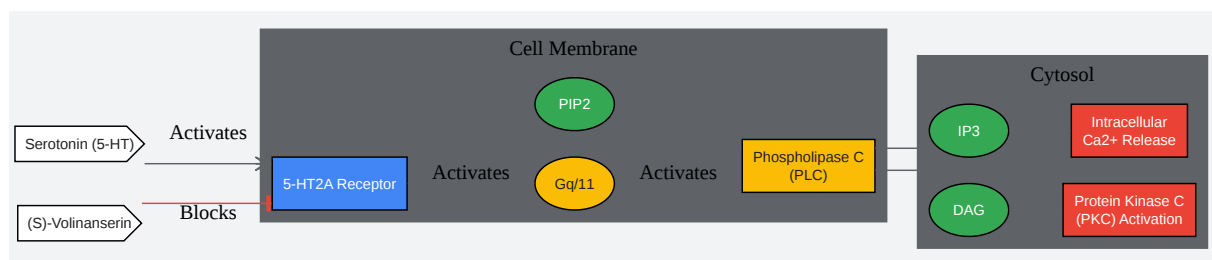 Cell Membrane
Cytosol
PIP2
Serotonin (5-HT)
Activates
IP3
Intracellular
Ca2+ Release
5-HT2A Receptor
Activates
Gq/11
Activates
Phospholipase C
(PLC)
(S)-Volinanserin
Blocks
DAG
Protein Kinase C
(PKC) Activation